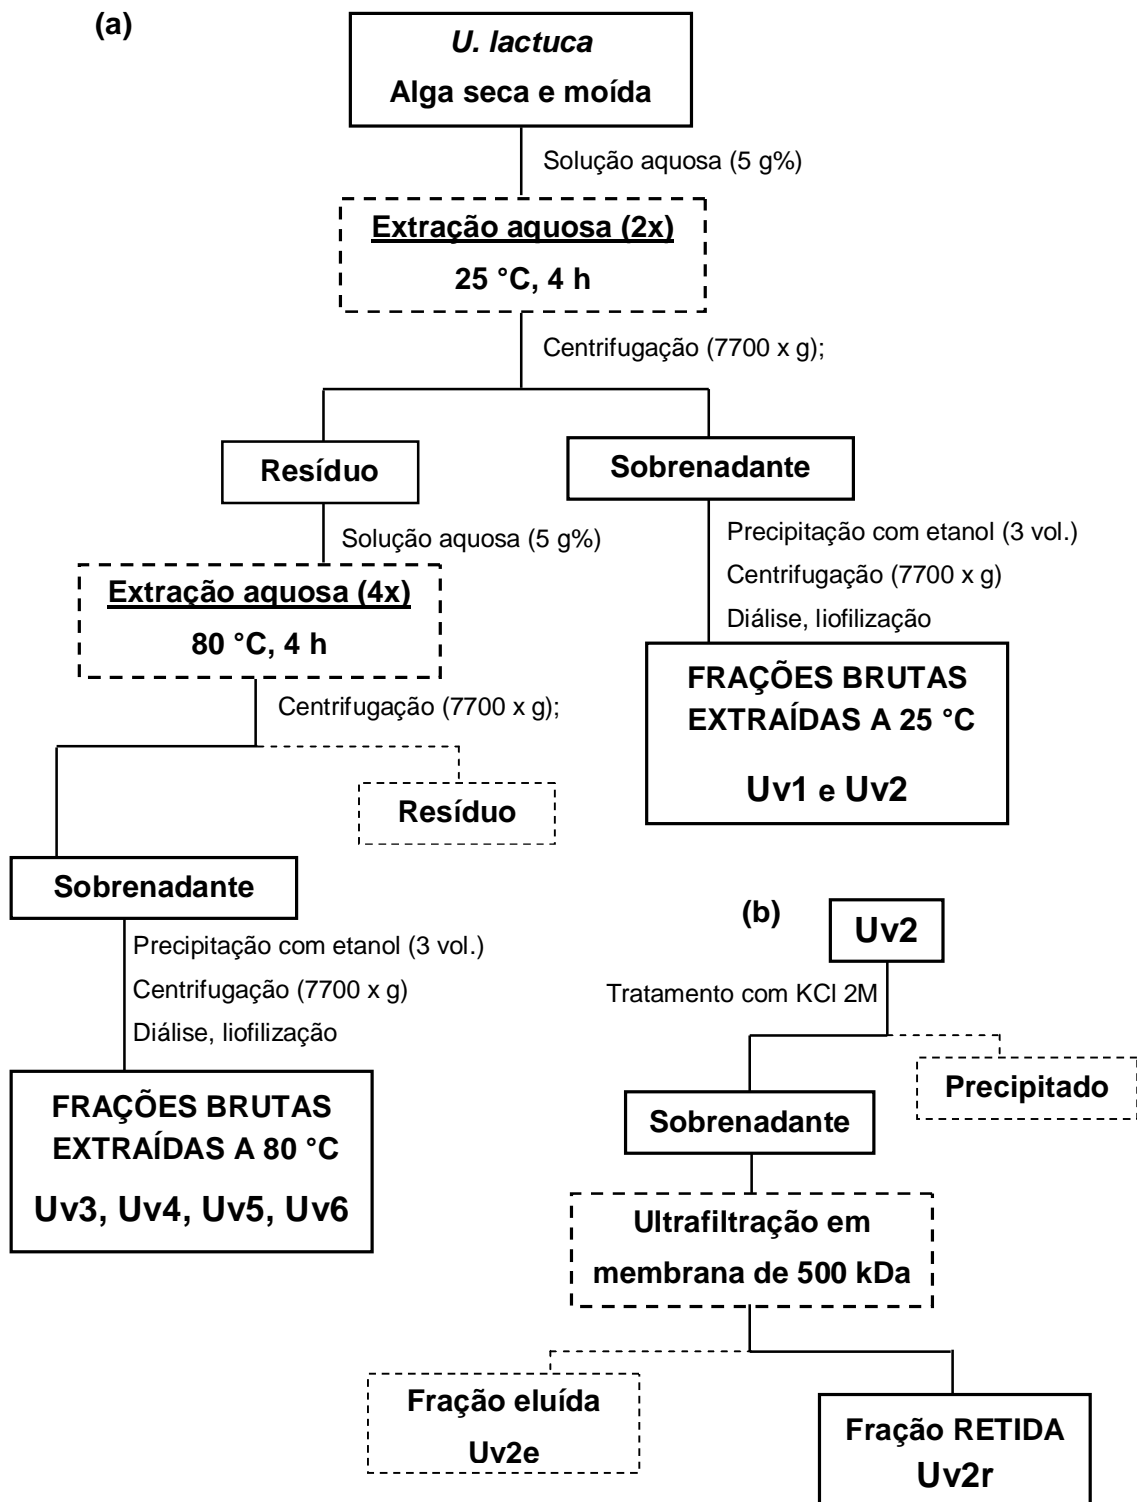 (a)
U. lactuca
Alga seca e moída
Solução aquosa (5 g%)
Extração aquosa (2x)
25 °C, 4 h
Centrifugação (7700 x g);
Resíduo
Sobrenadante
Solução aquosa (5 g%)
Extração aquosa (4x)
80 °C, 4 h
Precipitação com etanol (3 vol.)
Centrifugação (7700 x g)
Diálise, liofilização
FRAÇÕES BRUTAS
EXTRAÍDAS A 25 °C
Uv1 e Uv2
Centrifugação (7700 x g);
Resíduo
Sobrenadante
Precipitação com etanol (3 vol.)
Centrifugação (7700 x g)
Diálise, liofilização
FRAÇÕES BRUTAS
EXTRAÍDAS A 80 °C
Uv3, Uv4, Uv5, Uv6
(b)
Uv2
Tratamento com KCl 2M
Precipitado
Sobrenadante
Ultrafiltração em
membrana de 500 kDa
Fração eluída
Uv2e
Fração RETIDA
Uv2r